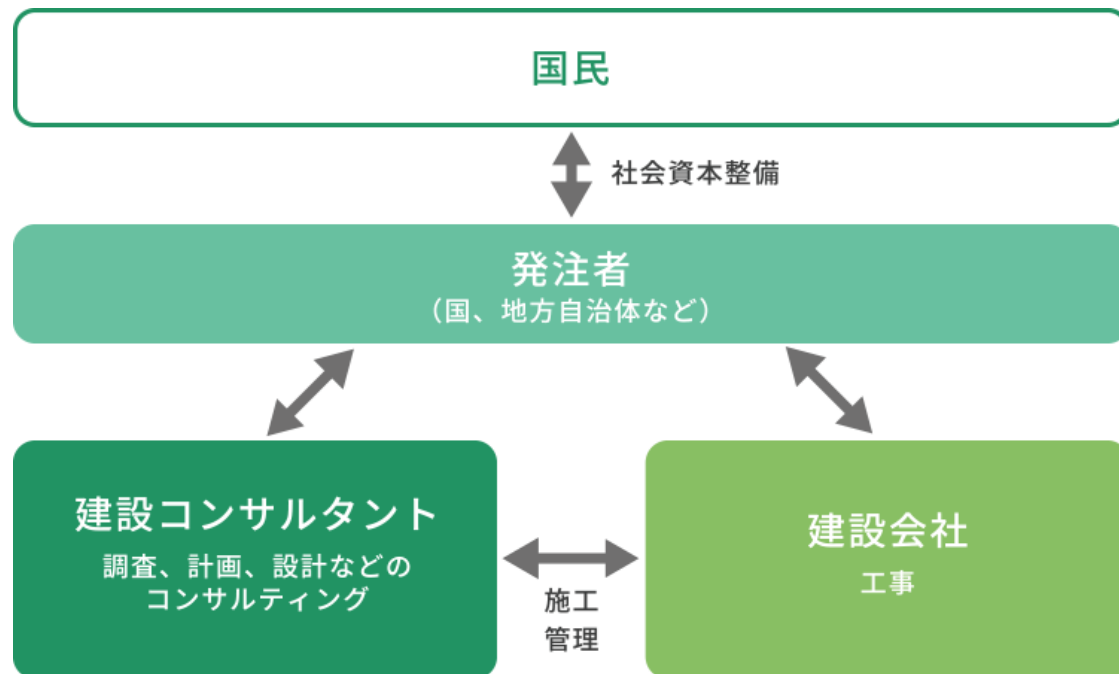 国民
社会資本整備
発注者
（国、地方自治体など）
建設コンサルタント
調査、計画、設計などの
コンサルティング
施工
管理
建設会社
工事